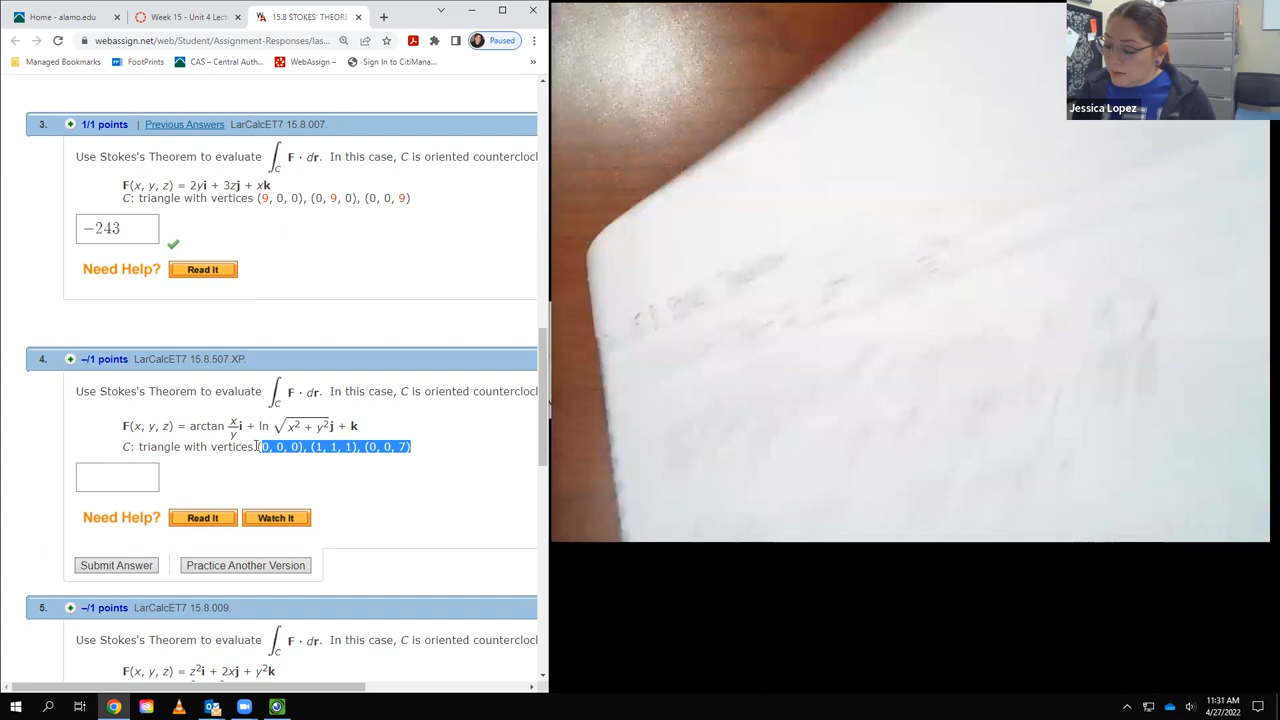 Home - alamo.edu
Week 15 - Unit 4 Lect
15.8 STOKES' THEORE
webassign.net/web/Student/Assignment-Responses/las...
Paused
Managed Bookmarks
FootPrints
CAS – Central Auth...
WebAssign –
Sign In to CitiMana...
»
3.
1/1 points | Previous Answers LarCalcET7 15.8.007.
Use Stokes's Theorem to evaluate ∫C F · dr. In this case, C is oriented counterclock
F(x, y, z) = 2yi + 3zj + xk
C: triangle with vertices (9, 0, 0), (0, 9, 0), (0, 0, 9)
−243
Need Help? Read It
4.
–/1 points LarCalcET7 15.8.507.XP.
Use Stokes's Theorem to evaluate ∫C F · dr. In this case, C is oriented counterclock
F(x, y, z) = arctan x/y i + ln √x² + y² j + k
C: triangle with vertices (0, 0, 0), (1, 1, 1), (0, 0, 7)
Need Help? Read It Watch It
Submit Answer Practice Another Version
5.
–/1 points LarCalcET7 15.8.009.
Use Stokes's Theorem to evaluate ∫C F · dr. In this case, C is oriented counterclock
F(x, y, z) = z²i + 2xj + y²k
Jessica Lopez
11:31 AM
4/27/2022